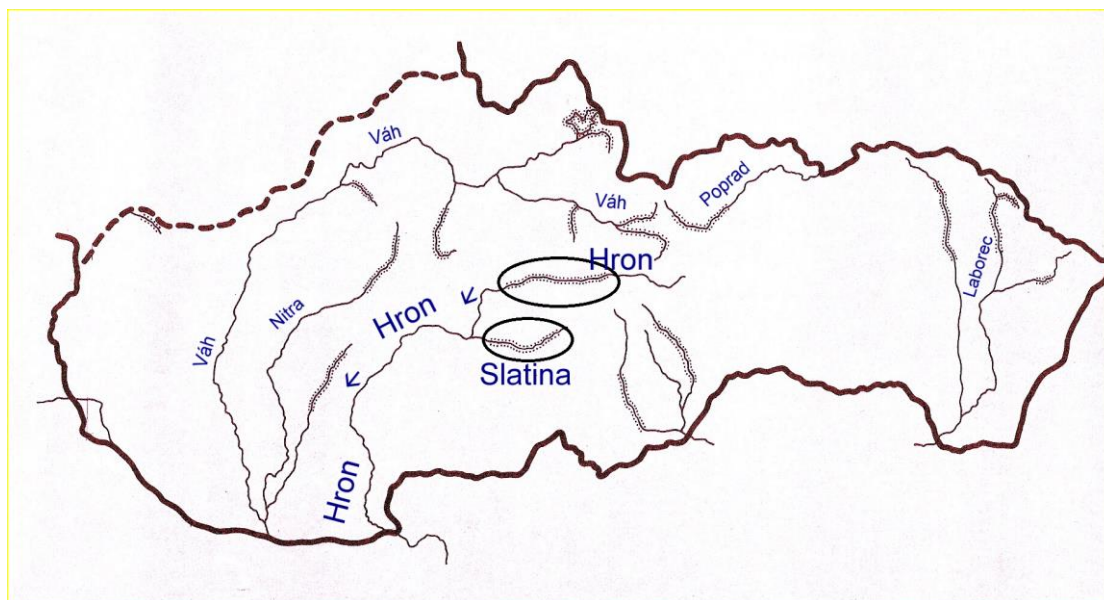 Váh
Váh
Poprad
Hron
Laborec
Hron
Nitra
Váh
Slatina
Hron